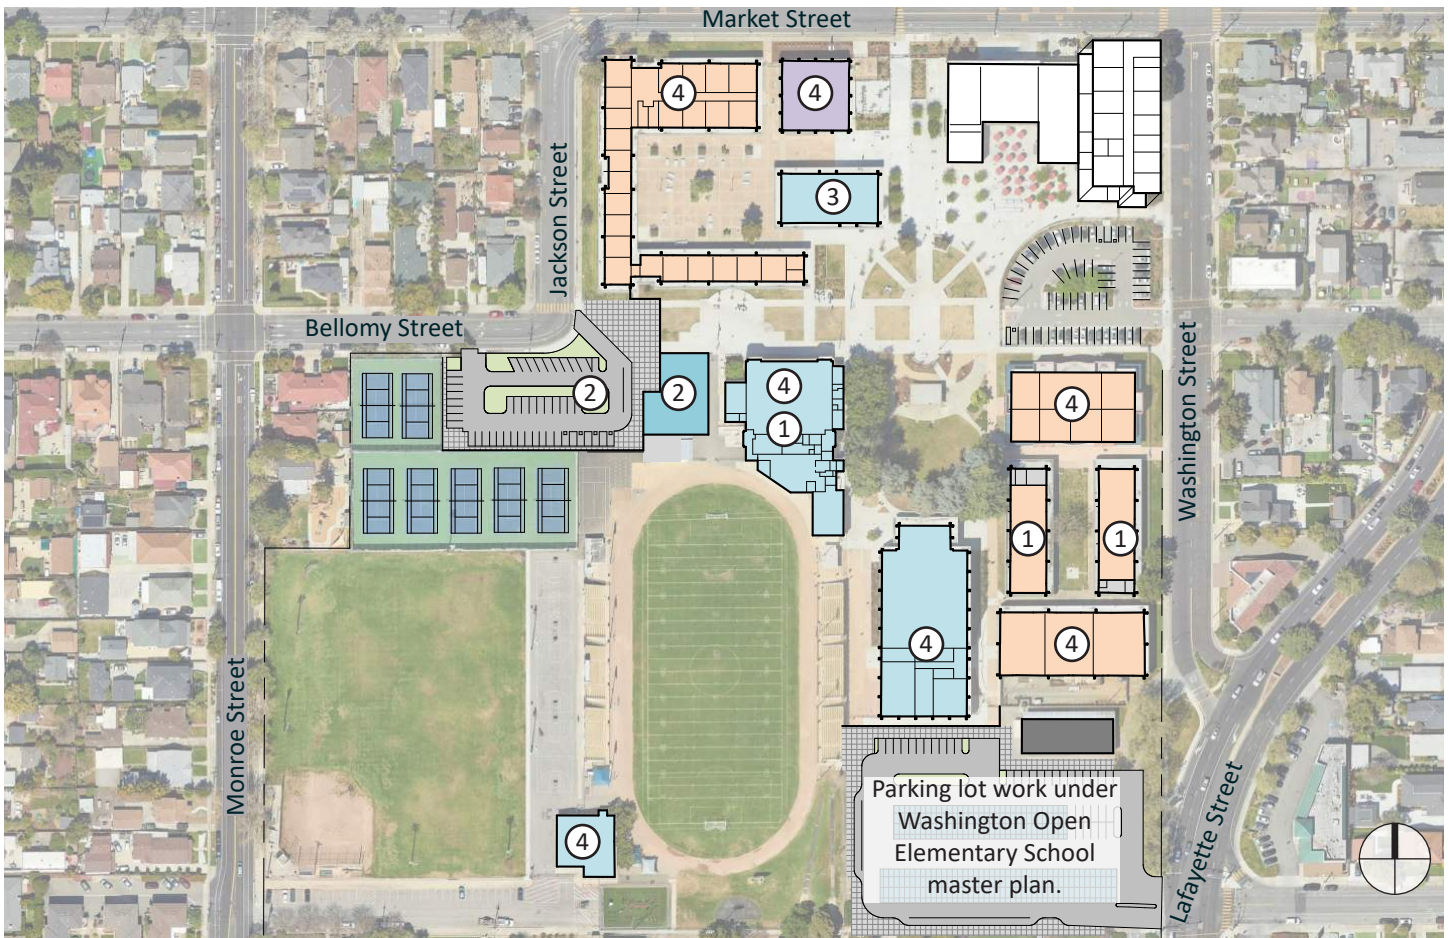 Market Street
4
4
3
Jackson Street
Bellomy Street
2
2
4
1
4
Washington Street
1
1
4
4
Monroe Street
4
Parking lot work under
Washington Open
Elementary School
master plan.
Lafayette Street